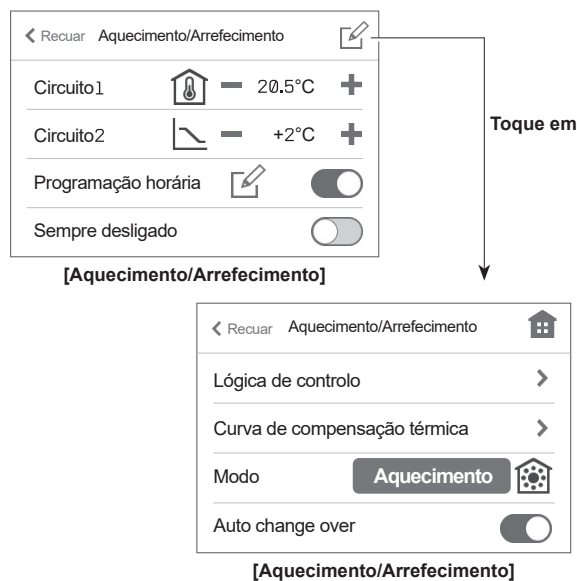 Recuar Aquecimento/Arrefecimento
Circuito1 20.5°C
Circuito2 +2°C
Programação horária
Sempre desligado
[Aquecimento/Arrefecimento]
Toque em
Recuar Aquecimento/Arrefecimento
Lógica de controlo
Curva de compensação térmica
Modo Aquecimento
Auto change over
[Aquecimento/Arrefecimento]